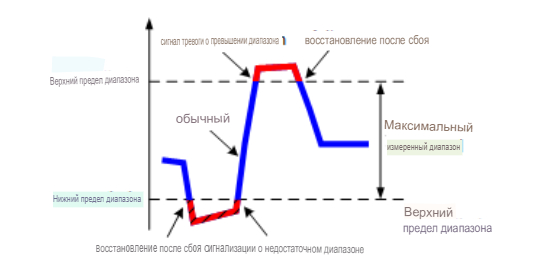 сигнал тревоги о превышении диапазона
восстановление после сбоя
Верхний предел диапазона
обычный
Максимальный
измеренный диапазон
Нижний предел диапазона
Верхний
предел диапазона
Восстановление после сбоя сигнализации о недостаточном диапазоне